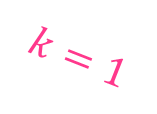 k = 1